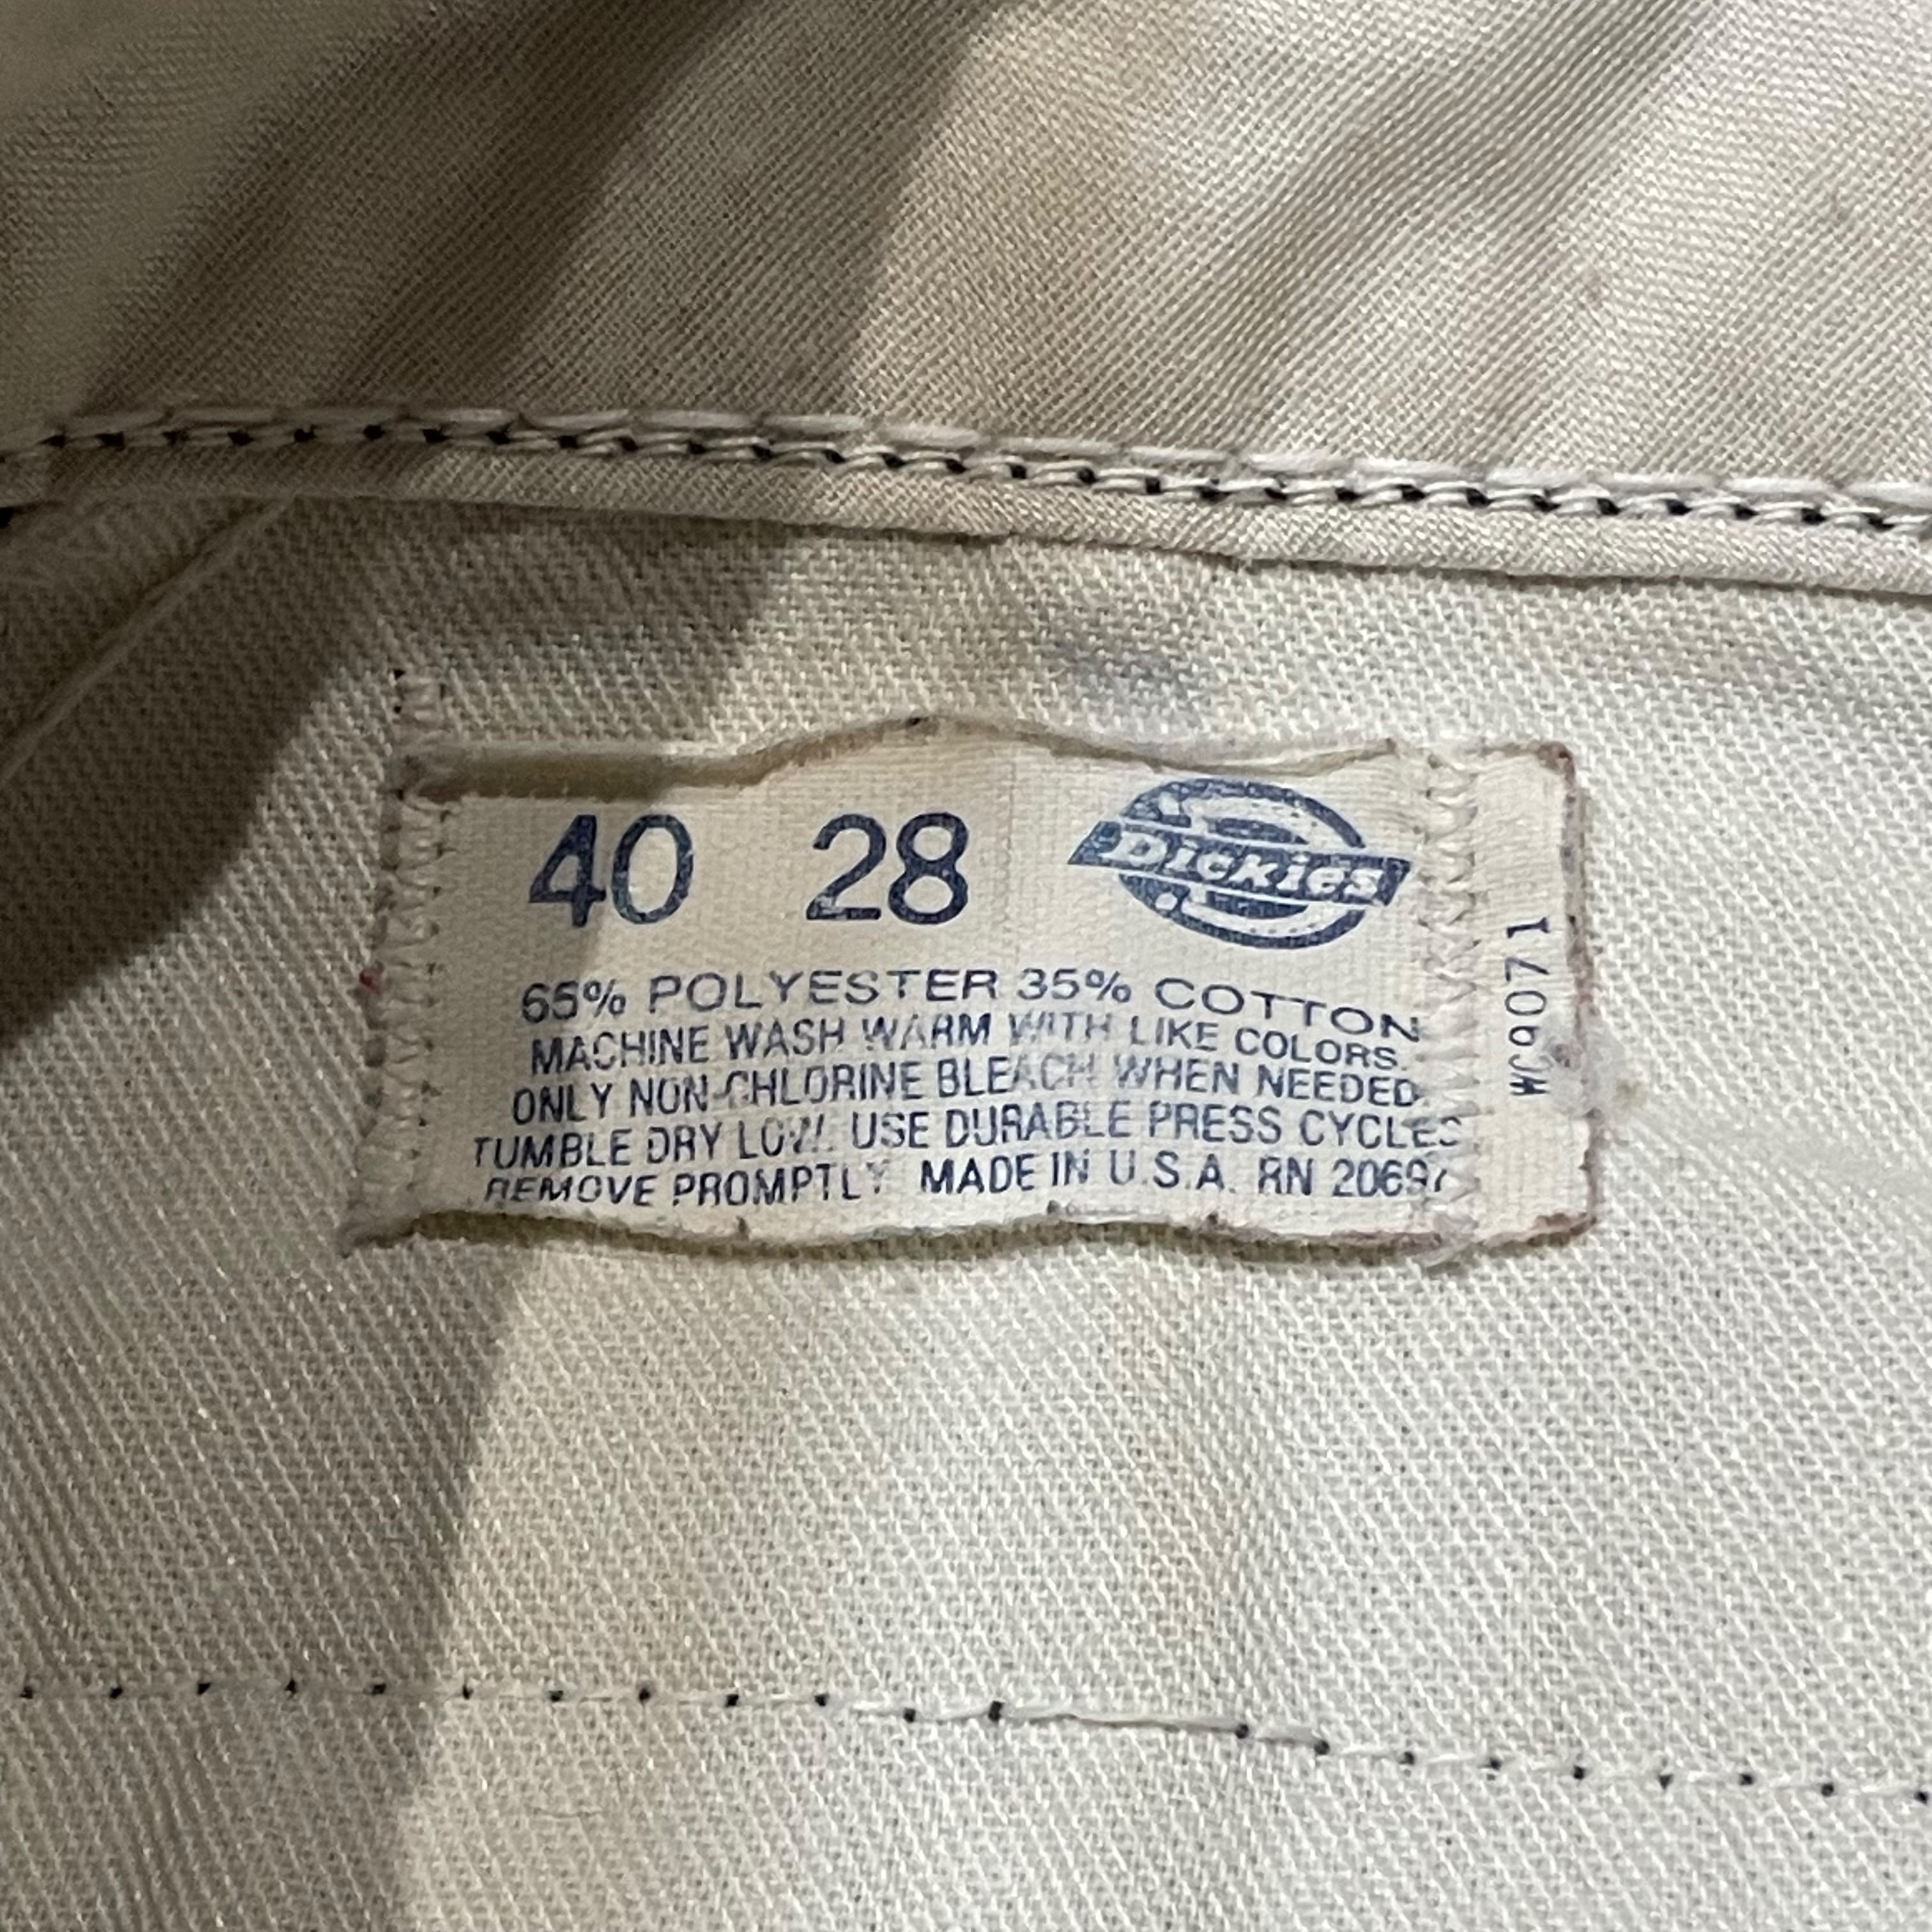 40 28 Dickies
65% POLYESTER 35% COTTON
MACHINE WASH WARM WITH LIKE COLORS.
ONLY NON-CHLORINE BLEACH WHEN NEEDED.
TUMBLE DRY LOW. USE DURABLE PRESS CYCLES
REMOVE PROMPTLY MADE IN U.S.A. RN 20697
W/9071